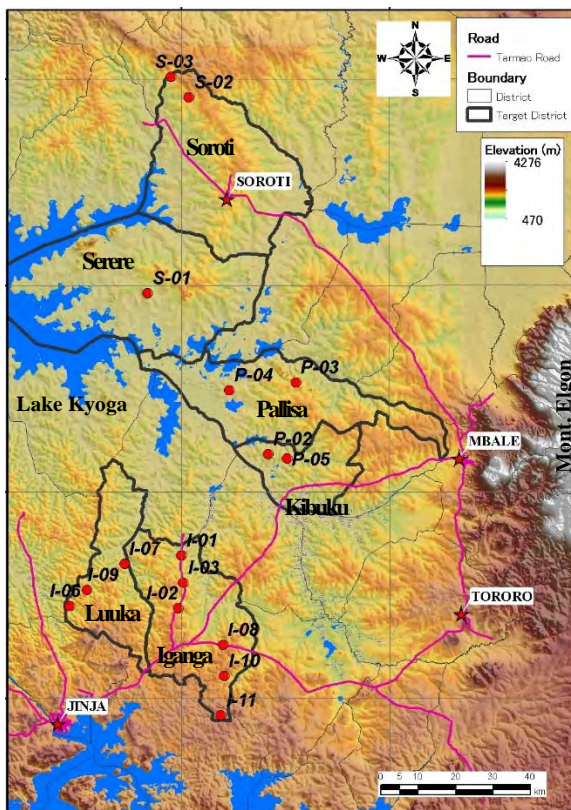 N
W E
S
Road
Tarmac Road
Boundary
District
Target District
Elevation (m)
4276
470
S-03
S-02
Soroti
SOROTI
Serere
S-01
Lake Kyoga
P-03
P-04
Pallisa
P-02
P-05
Kibuku
MBALE
Mont. Elgon
I-01
I-07
I-03
I-09
I-06
I-02
Luuka
TORORO
I-08
Iganga
I-10
I-11
JINJA
0 5 10 20 30 40
km